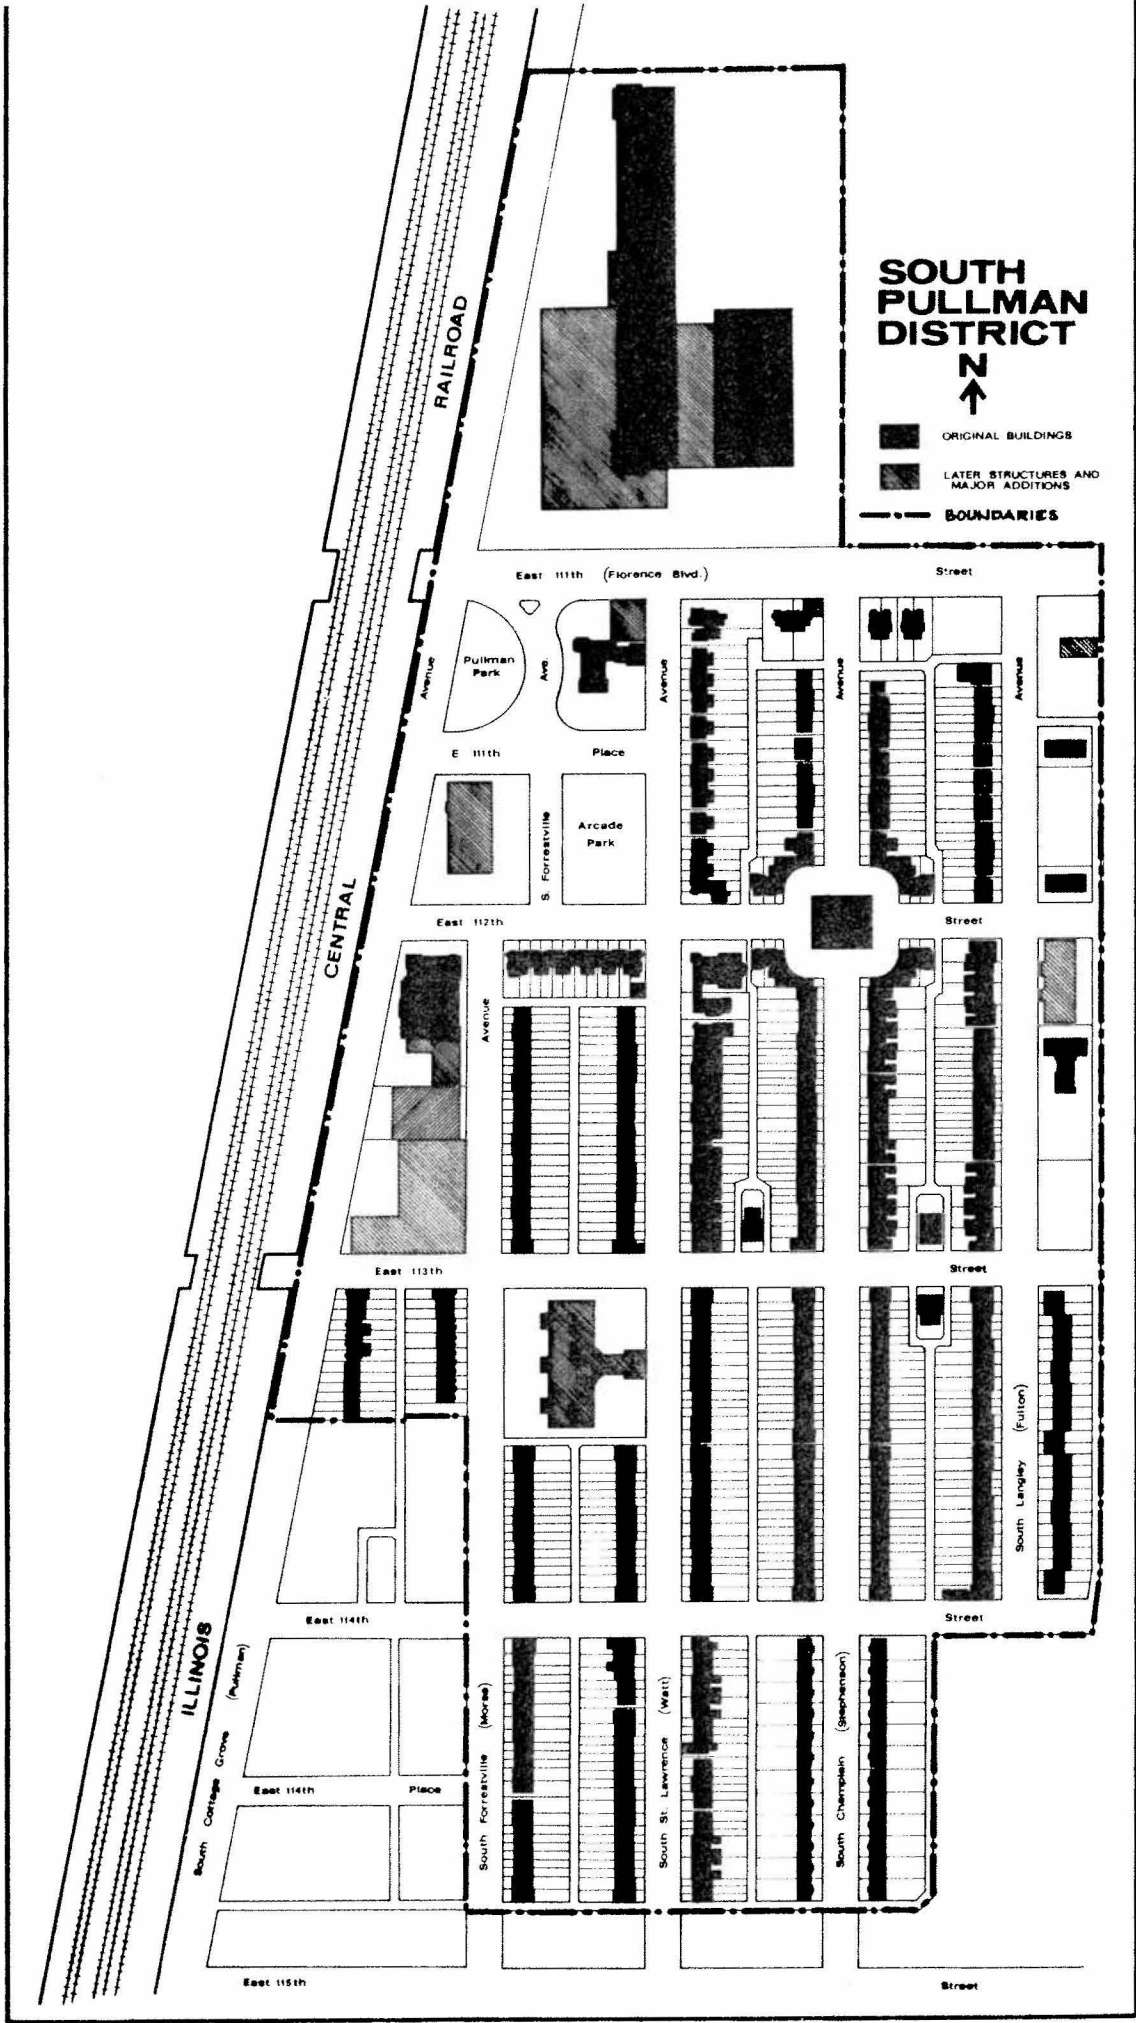 SOUTH
PULLMAN
DISTRICT
N
ORIGINAL BUILDINGS
LATER STRUCTURES AND
MAJOR ADDITIONS
BOUNDARIES
RAILROAD
CENTRAL
ILLINOIS
East 111th (Florence Blvd.)
Street
Avenue
Pullman
Park
Ave.
Avenue
Avenue
Avenue
E 111th
Place
S. Forrestville
Arcade
Park
East 112th
Street
Avenue
East 113th
Street
South Langley (Fulton)
East 114th
Street
South Cottage Grove (Pullman)
South Forrestville (Morse)
South St. Lawrence (Watt)
South Champlain (Stephenson)
East 114th
Place
East 115th
Street